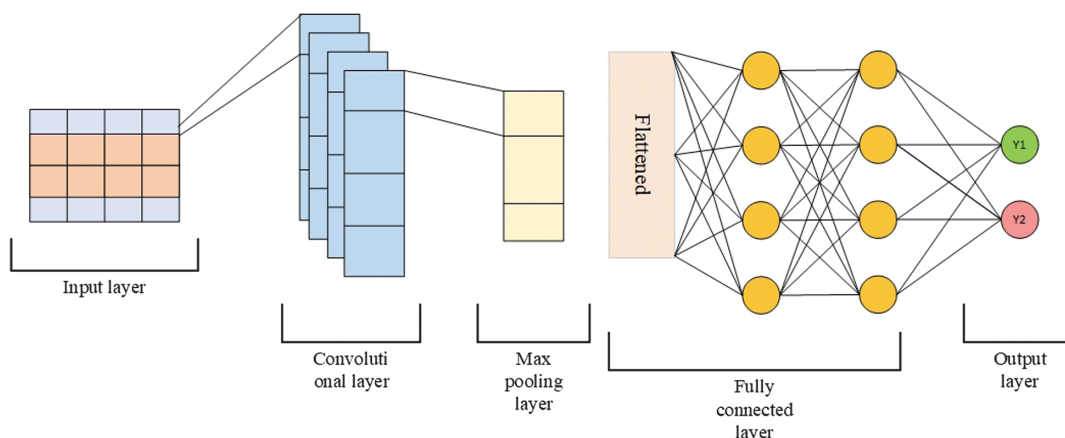 Flattened
Y1
Y2
Input layer
Convoluti
onal layer
Max
pooling
layer
Fully
connected
layer
Output
layer